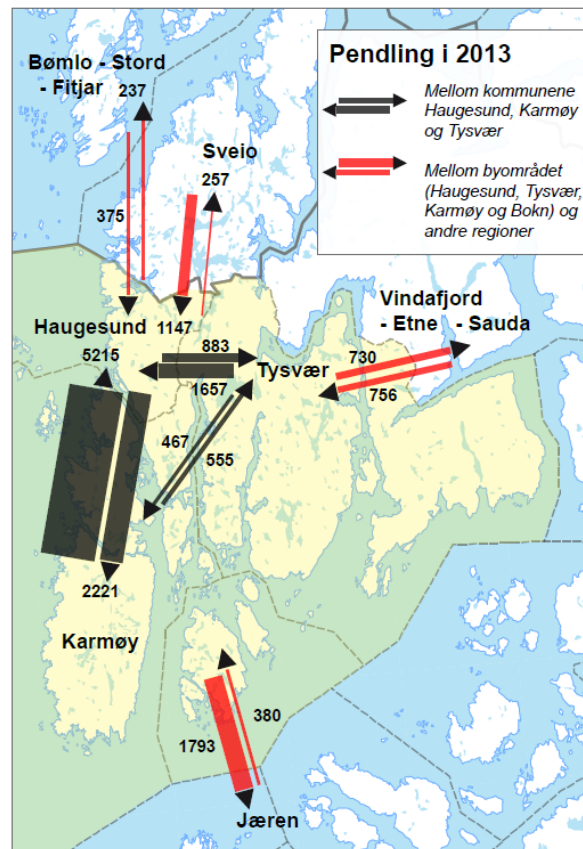 Pendling i 2013
Mellom kommunene
Haugesund, Karmøy
og Tysvær
Mellom byområdet
(Haugesund, Tysvær,
Karmøy og Bokn) og
andre regioner
Bømlo - Stord
- Fitjar
237
375
Sveio
257
1147
Haugesund
5215
883
1657
Tysvær
Vindafjord
- Etne - Sauda
730
756
467
555
2221
Karmøy
380
1793
Jæren